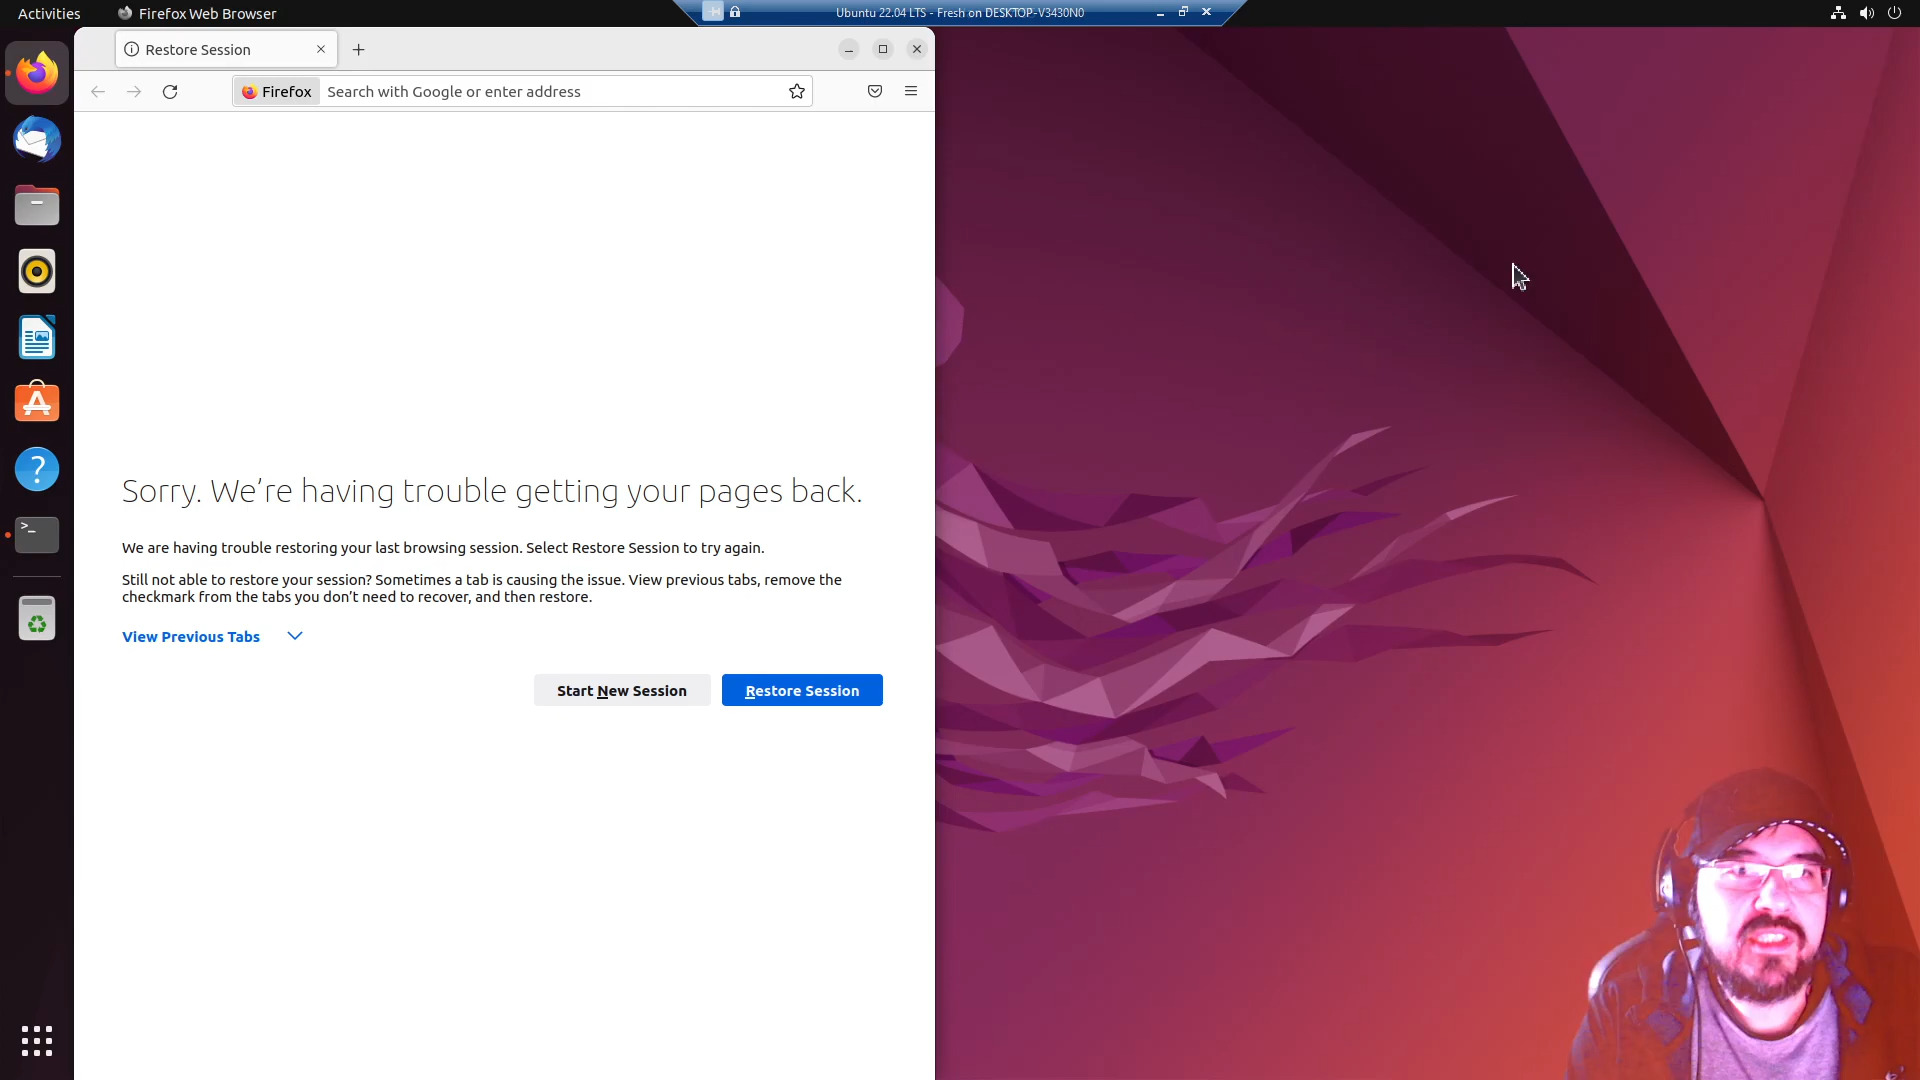 Activities
Firefox Web Browser
Ubuntu 22.04 LTS - Fresh on DESKTOP-V3430N0
Restore Session
Firefox
Search with Google or enter address
Sorry. We’re having trouble getting your pages back.
We are having trouble restoring your last browsing session. Select Restore Session to try again.
Still not able to restore your session? Sometimes a tab is causing the issue. View previous tabs, remove the
checkmark from the tabs you don’t need to recover, and then restore.
View Previous Tabs
Start New Session
Restore Session